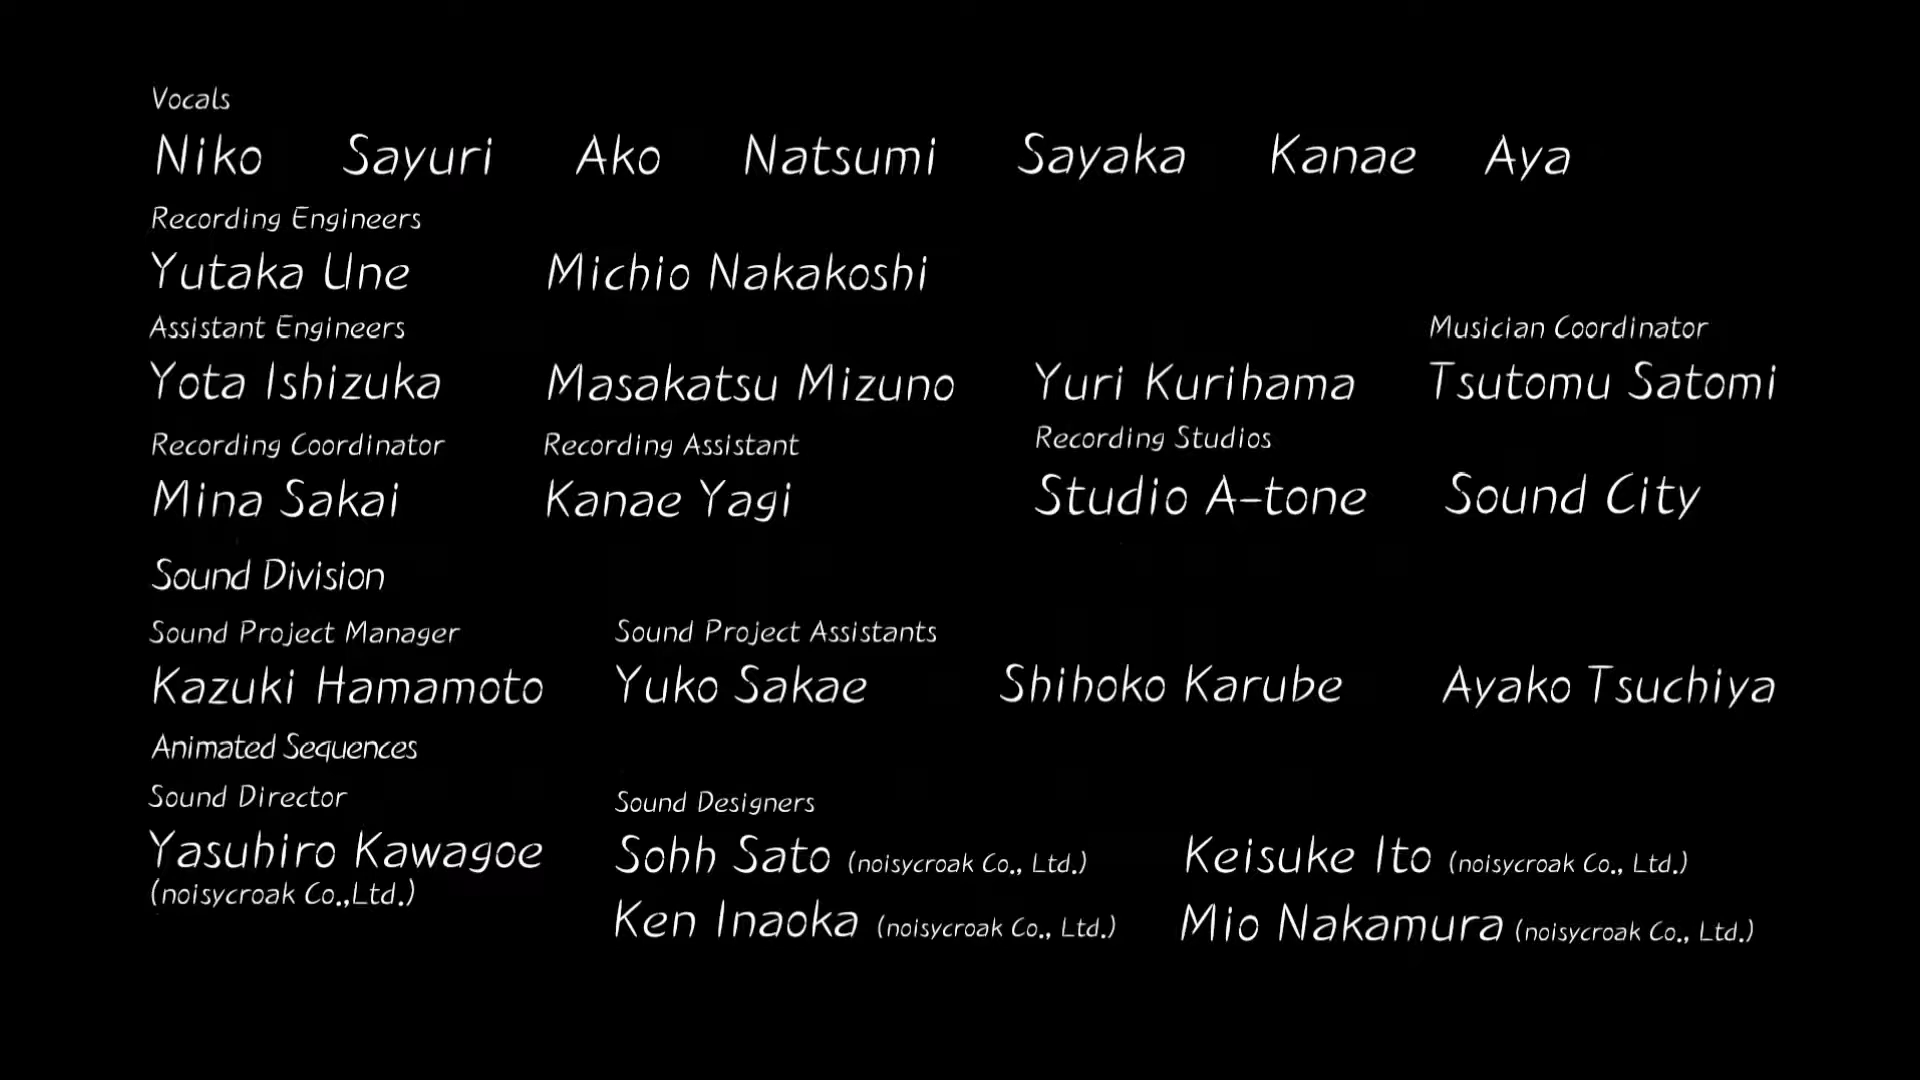 Vocals
Niko Sayuri Ako Natsumi Sayaka Kanae Aya
Recording Engineers
Yutaka Une Michio Nakakoshi
Assistant Engineers Musician Coordinator
Yota Ishizuka Masakatsu Mizuno Yuri Kurihama Tsutomu Satomi
Recording Coordinator Recording Assistant Recording Studios
Mina Sakai Kanae Yagi Studio A-tone Sound City
Sound Division
Sound Project Manager Sound Project Assistants
Kazuki Hamamoto Yuko Sakae Shihoko Karube Ayako Tsuchiya
Animated Sequences
Sound Director Sound Designers
Yasuhiro Kawagoe Sohh Sato (noisycroak Co., Ltd.) Keisuke Ito (noisycroak Co., Ltd.)
(noisycroak Co.,Ltd.)
Ken Inaoka (noisycroak Co., Ltd.) Mio Nakamura (noisycroak Co., Ltd.)